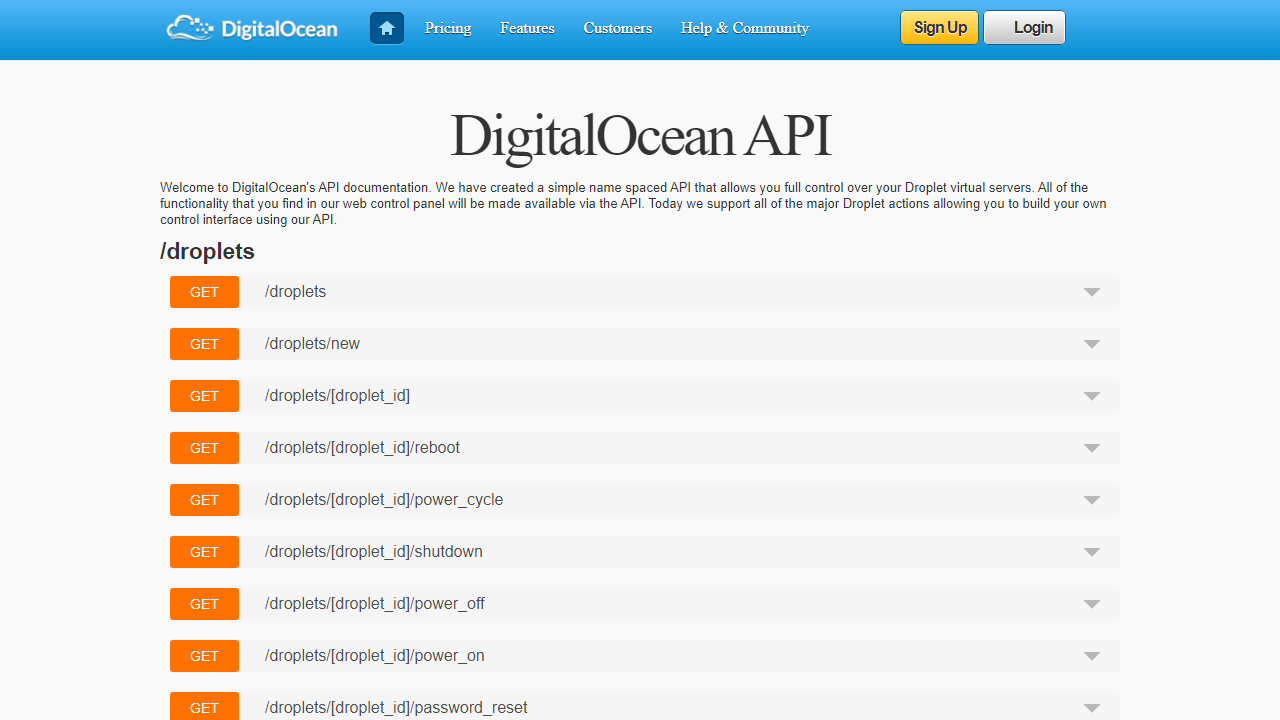 DigitalOcean Pricing Features Customers Help & Community Sign Up Login
DigitalOcean API
Welcome to DigitalOcean's API documentation. We have created a simple name spaced API that allows you full control over your Droplet virtual servers. All of the
functionality that you find in our web control panel will be made available via the API. Today we support all of the major Droplet actions allowing you to build your own
control interface using our API.
/droplets
GET /droplets
GET /droplets/new
GET /droplets/[droplet_id]
GET /droplets/[droplet_id]/reboot
GET /droplets/[droplet_id]/power_cycle
GET /droplets/[droplet_id]/shutdown
GET /droplets/[droplet_id]/power_off
GET /droplets/[droplet_id]/power_on
GET /droplets/[droplet_id]/password_reset